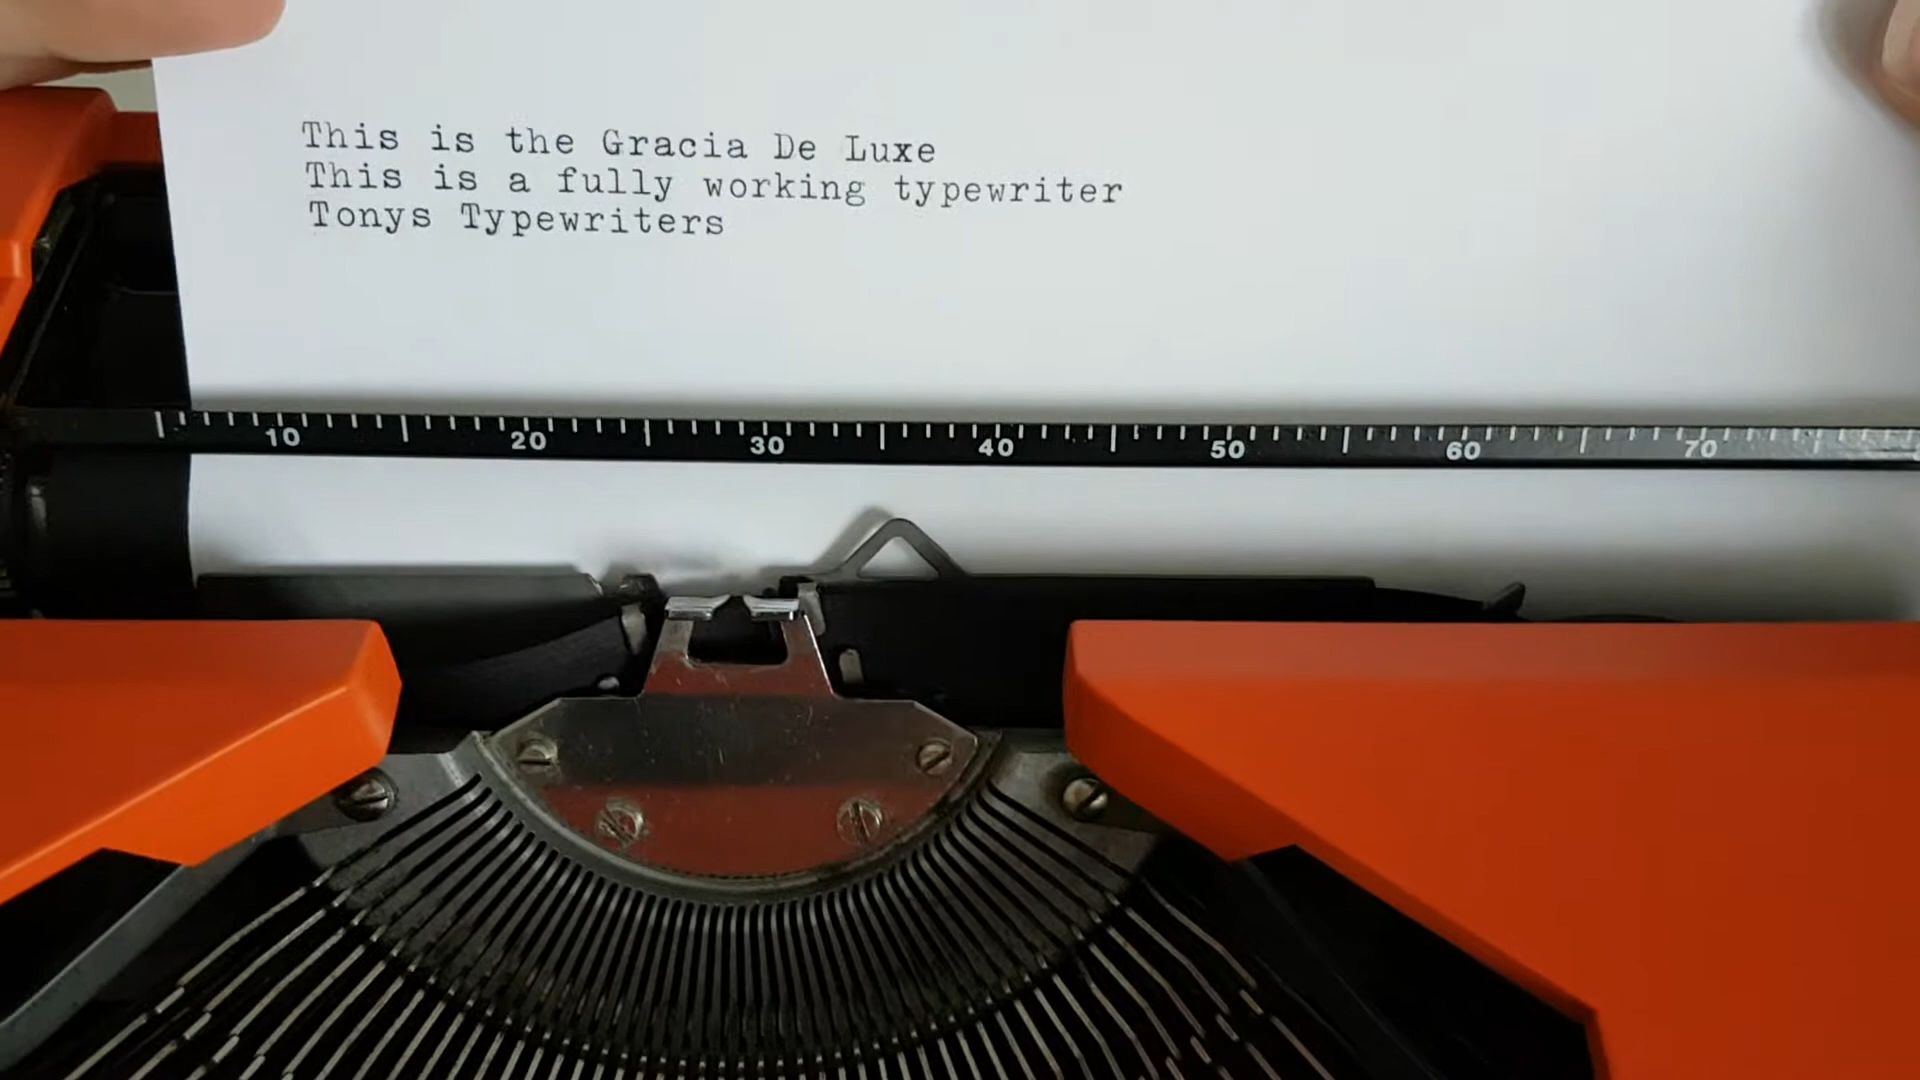 This is the Gracia De Luxe
This is a fully working typewriter
Tonys Typewriters
10 20 30 40 50 60 70